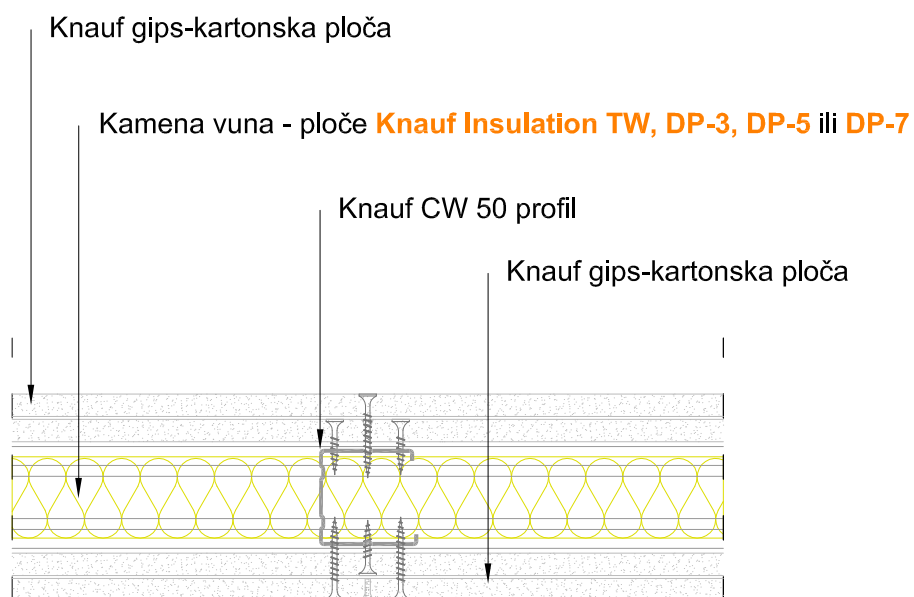 Knauf gips-kartonska ploča
Kamena vuna - ploče Knauf Insulation TW, DP-3, DP-5 ili DP-7
Knauf CW 50 profil
Knauf gips-kartonska ploča